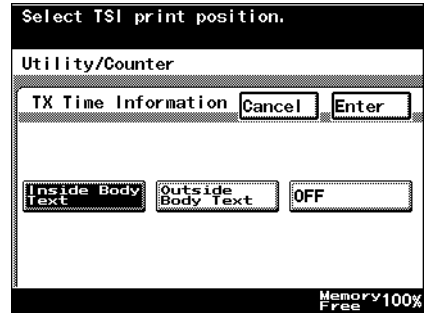 Select TSI print position.
Utility/Counter
TX Time Information
Cancel
Enter
Inside Body
Text
Outside
Body Text
OFF
Memory
Free
100%